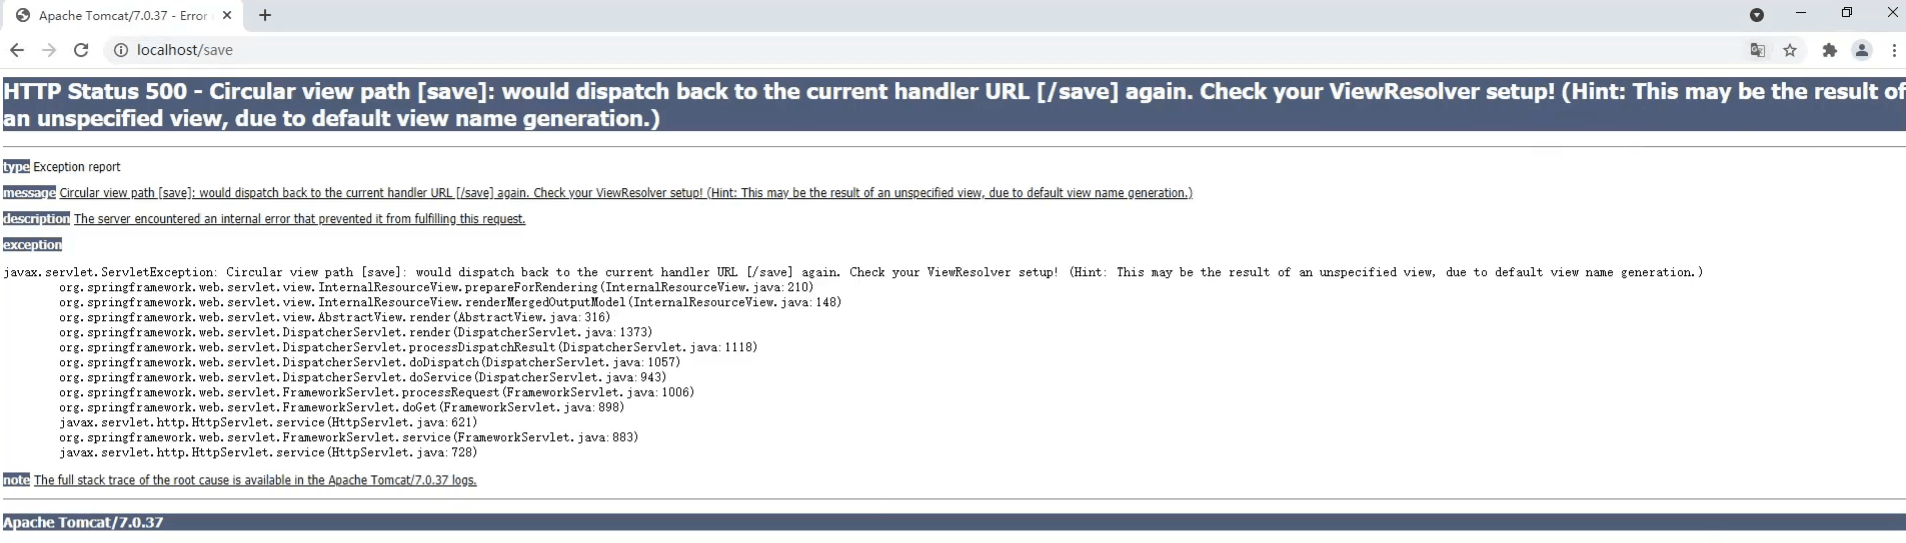 Apache Tomcat/7.0.37 - Error
localhost/save
HTTP Status 500 - Circular view path [save]: would dispatch back to the current handler URL [/save] again. Check your ViewResolver setup! (Hint: This may be the result of
an unspecified view, due to default view name generation.)
type Exception report
message Circular view path [save]: would dispatch back to the current handler URL [/save] again. Check your ViewResolver setup! (Hint: This may be the result of an unspecified view, due to default view name generation.)
description The server encountered an internal error that prevented it from fulfilling this request.
exception
javax.servlet.ServletException: Circular view path [save]: would dispatch back to the current handler URL [/save] again. Check your ViewResolver setup! (Hint: This may be the result of an unspecified view, due to default view name generation.)
org.springframework.web.servlet.view.InternalResourceView.prepareForRendering(InternalResourceView.java:210)
org.springframework.web.servlet.view.InternalResourceView.renderMergedOutputModel(InternalResourceView.java:148)
org.springframework.web.servlet.view.AbstractView.render(AbstractView.java:316)
org.springframework.web.servlet.DispatcherServlet.render(DispatcherServlet.java:1373)
org.springframework.web.servlet.DispatcherServlet.processDispatchResult(DispatcherServlet.java:1118)
org.springframework.web.servlet.DispatcherServlet.doDispatch(DispatcherServlet.java:1057)
org.springframework.web.servlet.DispatcherServlet.doService(DispatcherServlet.java:943)
org.springframework.web.servlet.FrameworkServlet.processRequest(FrameworkServlet.java:1006)
org.springframework.web.servlet.FrameworkServlet.doGet(FrameworkServlet.java:898)
javax.servlet.http.HttpServlet.service(HttpServlet.java:621)
org.springframework.web.servlet.FrameworkServlet.service(FrameworkServlet.java:883)
javax.servlet.http.HttpServlet.service(HttpServlet.java:728)
note The full stack trace of the root cause is available in the Apache Tomcat/7.0.37 logs.
Apache Tomcat/7.0.37